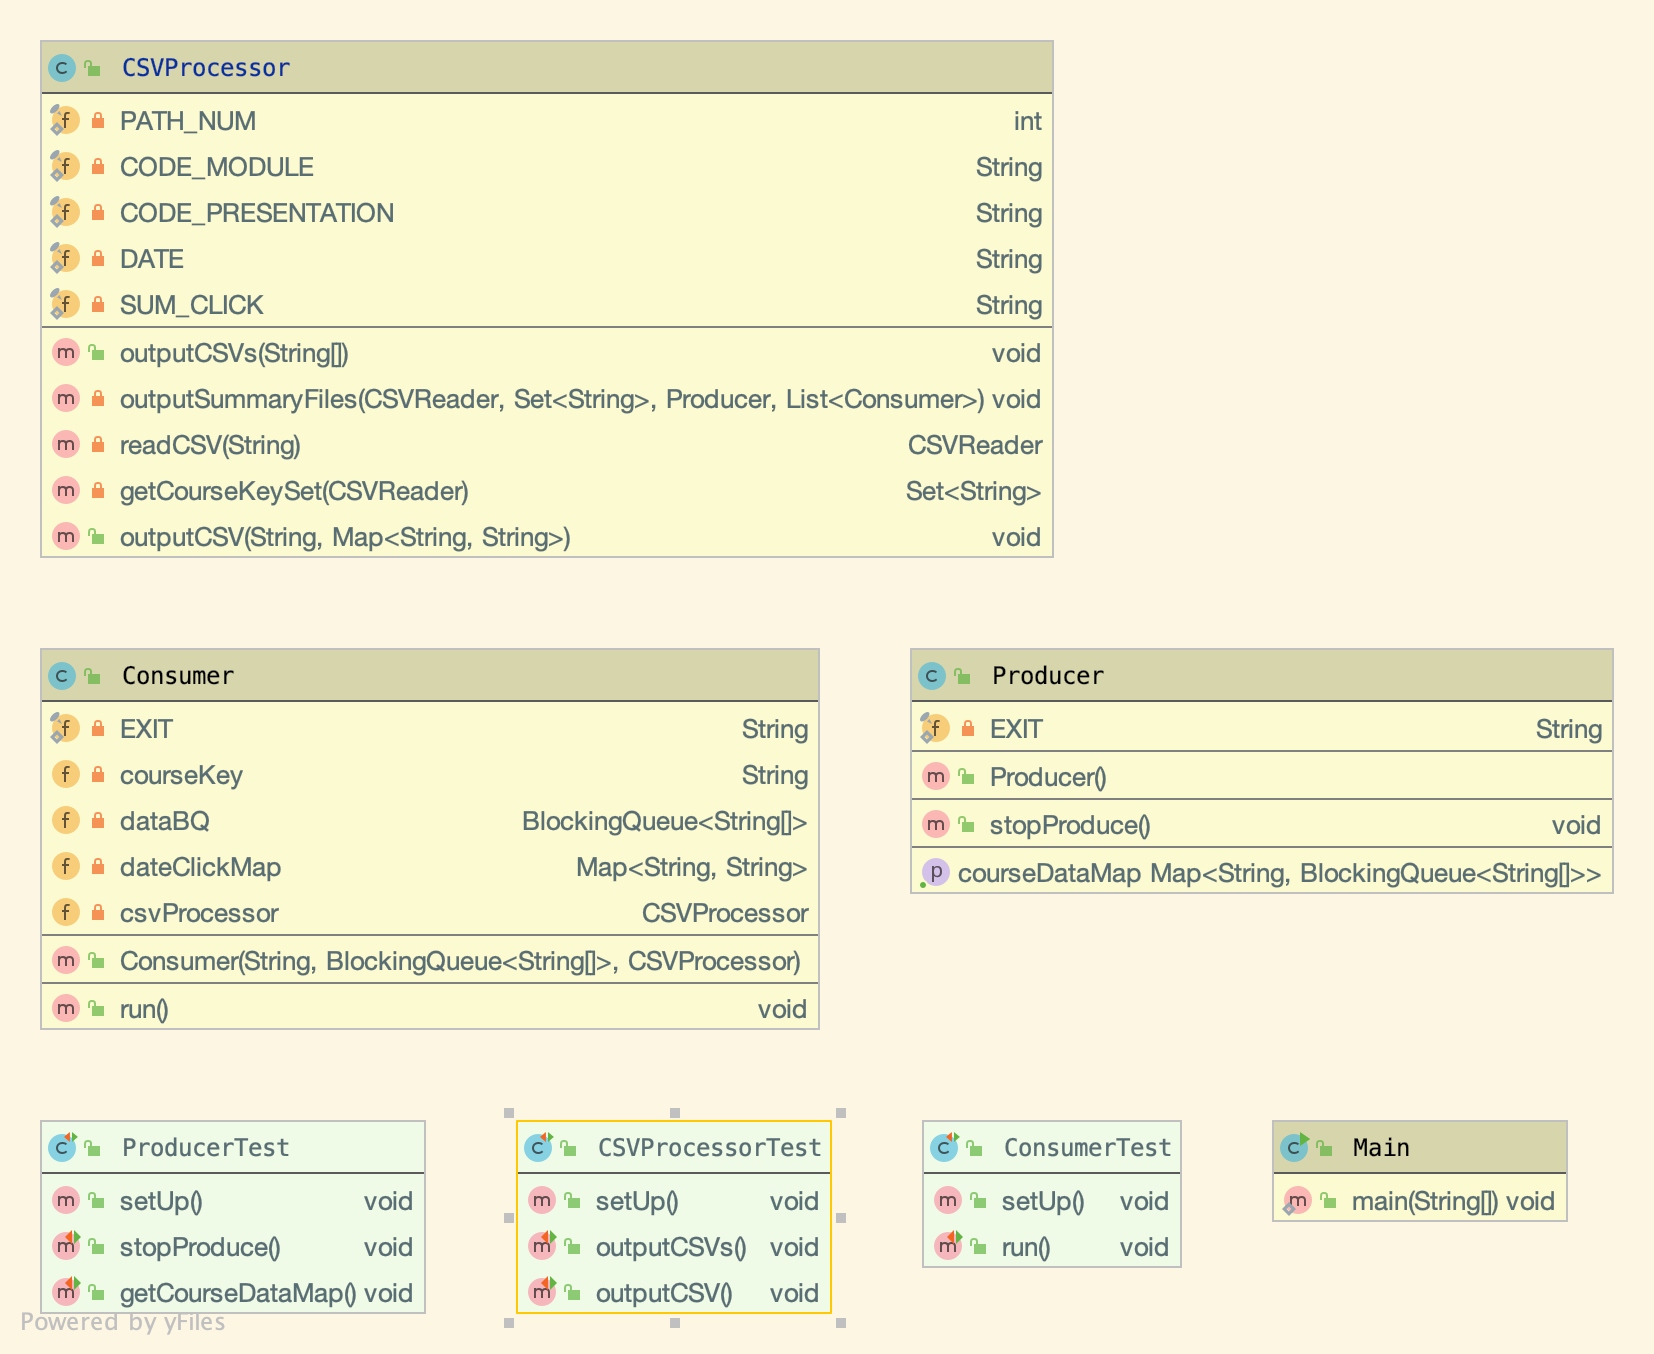 CSVProcessor
PATH_NUM int
CODE_MODULE String
CODE_PRESENTATION String
DATE String
SUM_CLICK String
outputCSVs(String[]) void
outputSummaryFiles(CSVReader, Set<String>, Producer, List<Consumer>) void
readCSV(String) CSVReader
getCourseKeySet(CSVReader) Set<String>
outputCSV(String, Map<String, String>) void
Consumer
EXIT String
courseKey String
dataBQ BlockingQueue<String[]>
dateClickMap Map<String, String>
csvProcessor CSVProcessor
Consumer(String, BlockingQueue<String[]>, CSVProcessor)
run() void
Producer
EXIT String
Producer()
stopProduce() void
courseDataMap Map<String, BlockingQueue<String[]>>
ProducerTest
setUp() void
stopProduce() void
getCourseDataMap() void
CSVProcessorTest
setUp() void
outputCSVs() void
outputCSV() void
ConsumerTest
setUp() void
run() void
Main
main(String[]) void
Powered by yFiles